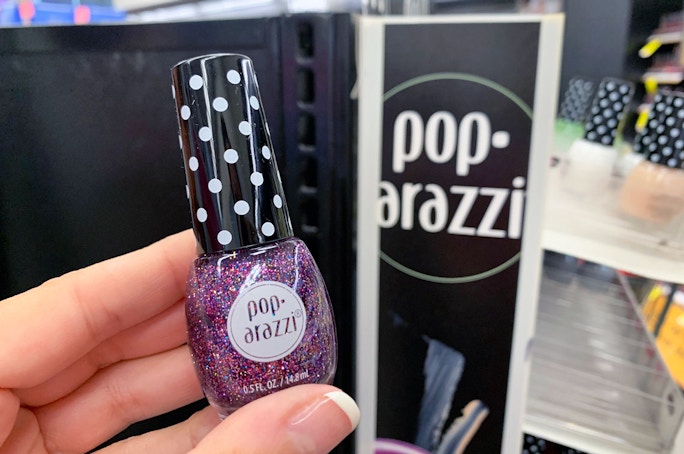 pop•
arazzi®
0.5 FL. OZ. / 14.8 mL
pop•
arazzi